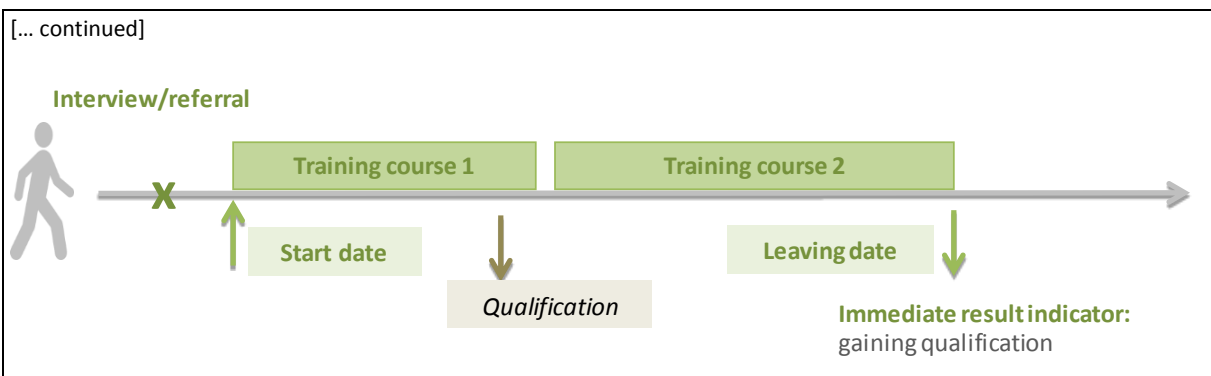 [… continued]
Interview/referral
Training course 1
Training course 2
X
Start date
Leaving date
Qualification
Immediate result indicator:
gaining qualification